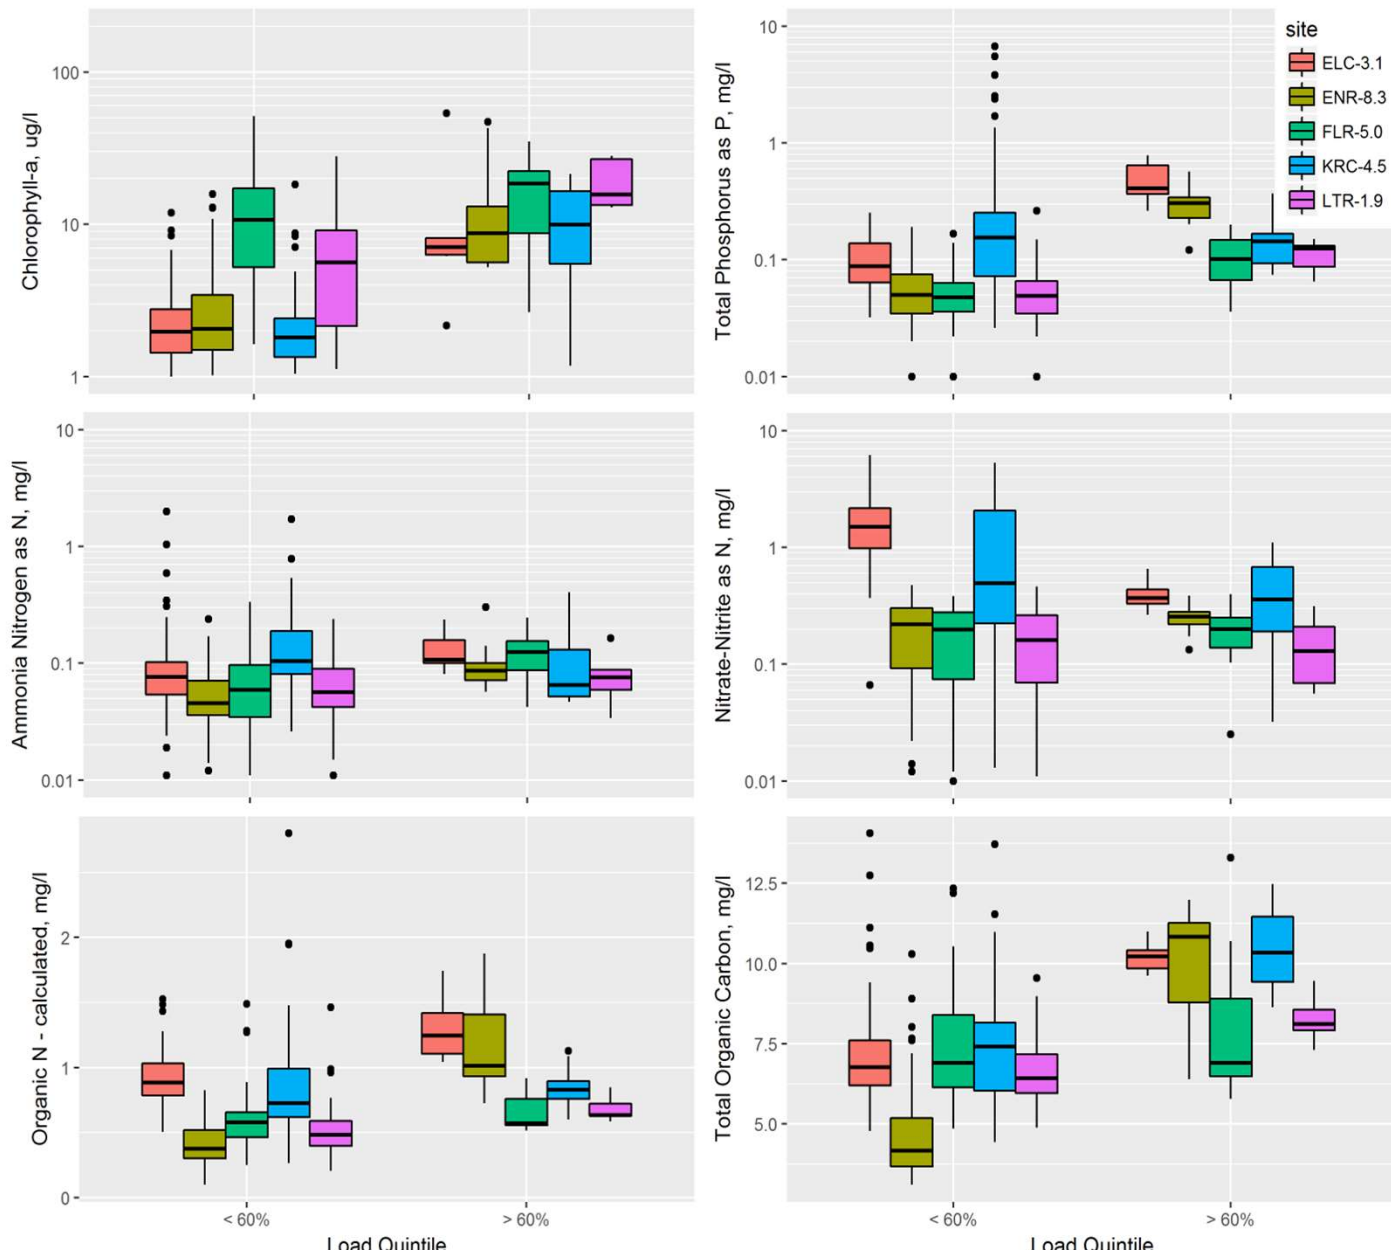 Chlorophyll-a, ug/l
100
10
1
Total Phosphorus as P, mg/l
10
1
0.1
0.01
site
ELC-3.1
ENR-8.3
FLR-5.0
KRC-4.5
LTR-1.9
Ammonia Nitrogen as N, mg/l
10
1
0.1
0.01
Nitrate-Nitrite as N, mg/l
10
1
0.1
0.01
Organic N - calculated, mg/l
2
1
0
< 60%
> 60%
Load Quintile
Total Organic Carbon, mg/l
12.5
10.0
7.5
5.0
< 60%
> 60%
Load Quintile